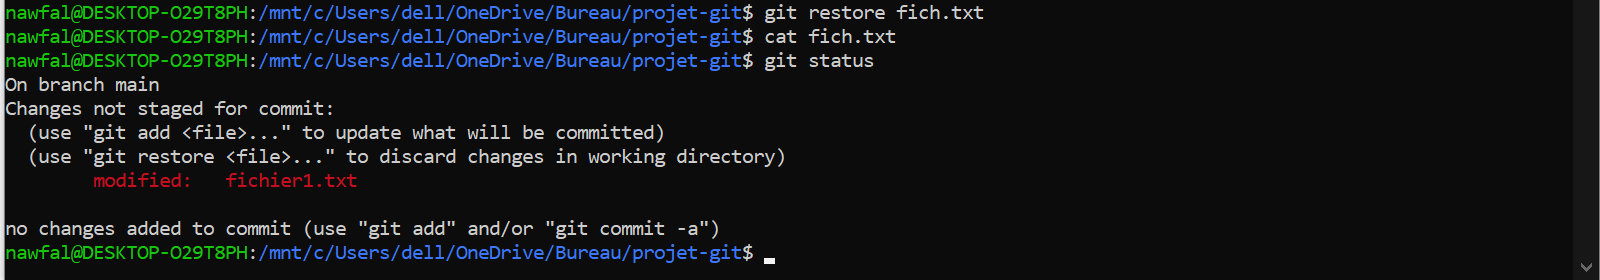 nawfal@DESKTOP-O29T8PH:/mnt/c/Users/dell/OneDrive/Bureau/projet-git$ git restore fich.txt
nawfal@DESKTOP-O29T8PH:/mnt/c/Users/dell/OneDrive/Bureau/projet-git$ cat fich.txt
nawfal@DESKTOP-O29T8PH:/mnt/c/Users/dell/OneDrive/Bureau/projet-git$ git status
On branch main
Changes not staged for commit:
  (use "git add <file>..." to update what will be committed)
  (use "git restore <file>..." to discard changes in working directory)
        modified:   fichier1.txt

no changes added to commit (use "git add" and/or "git commit -a")
nawfal@DESKTOP-O29T8PH:/mnt/c/Users/dell/OneDrive/Bureau/projet-git$